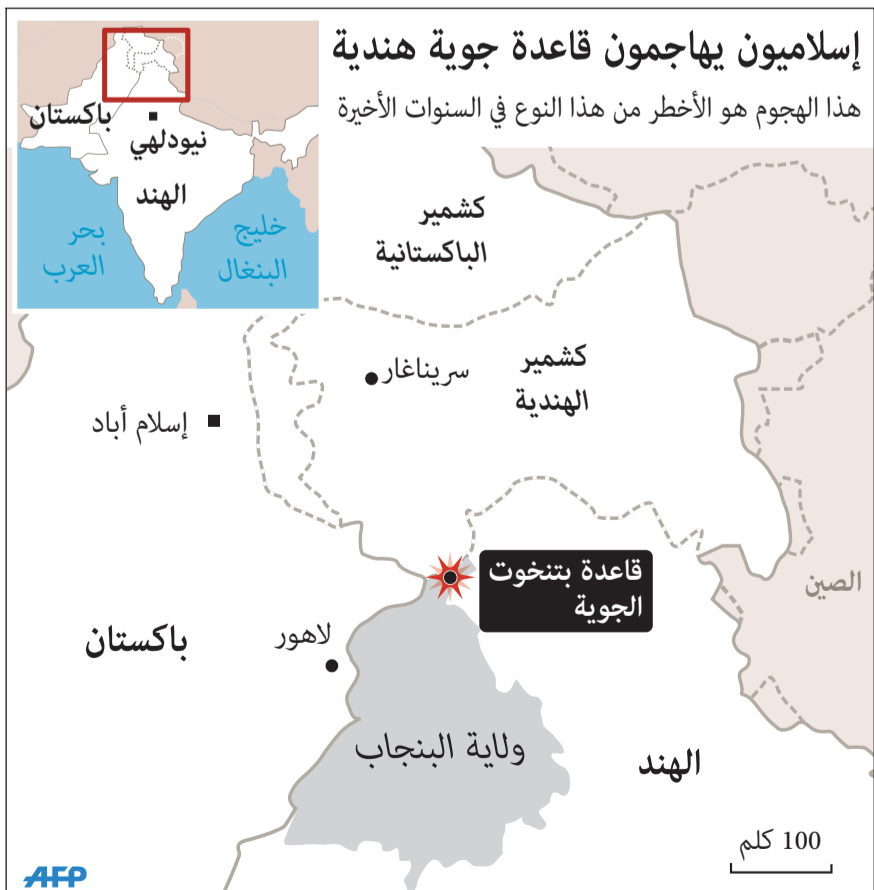 إسلاميون يهاجمون قاعدة جوية هندية
هذا الهجوم هو الأخطر من هذا النوع في السنوات الأخيرة
باكستان
نيودلهي
الهند
بحر
العرب
خليج
البنغال
كشمير
الباكستانية
كشمير
الهندية
سريناغار
إسلام أباد
قاعدة بتنخوت
الجوية
الصين
لاهور
باكستان
ولاية البنجاب
الهند
100 كلم
AFP